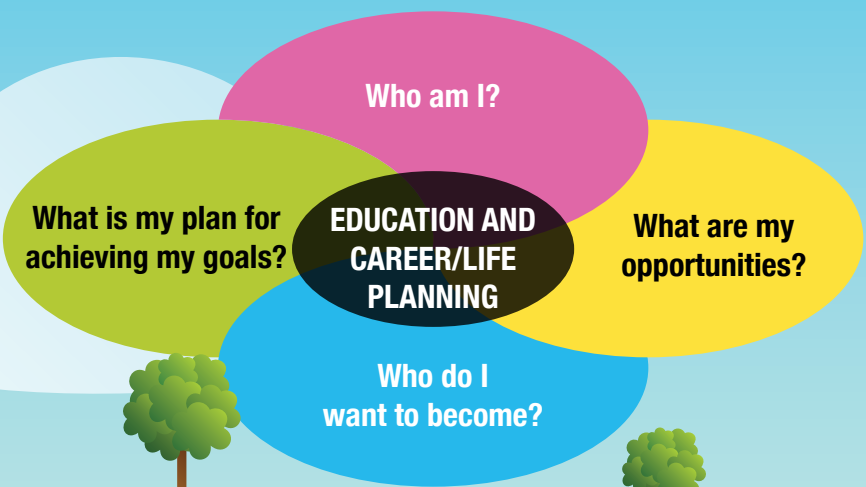 Who am I?
What is my plan for
achieving my goals?
EDUCATION AND
CAREER/LIFE
PLANNING
What are my
opportunities?
Who do I
want to become?